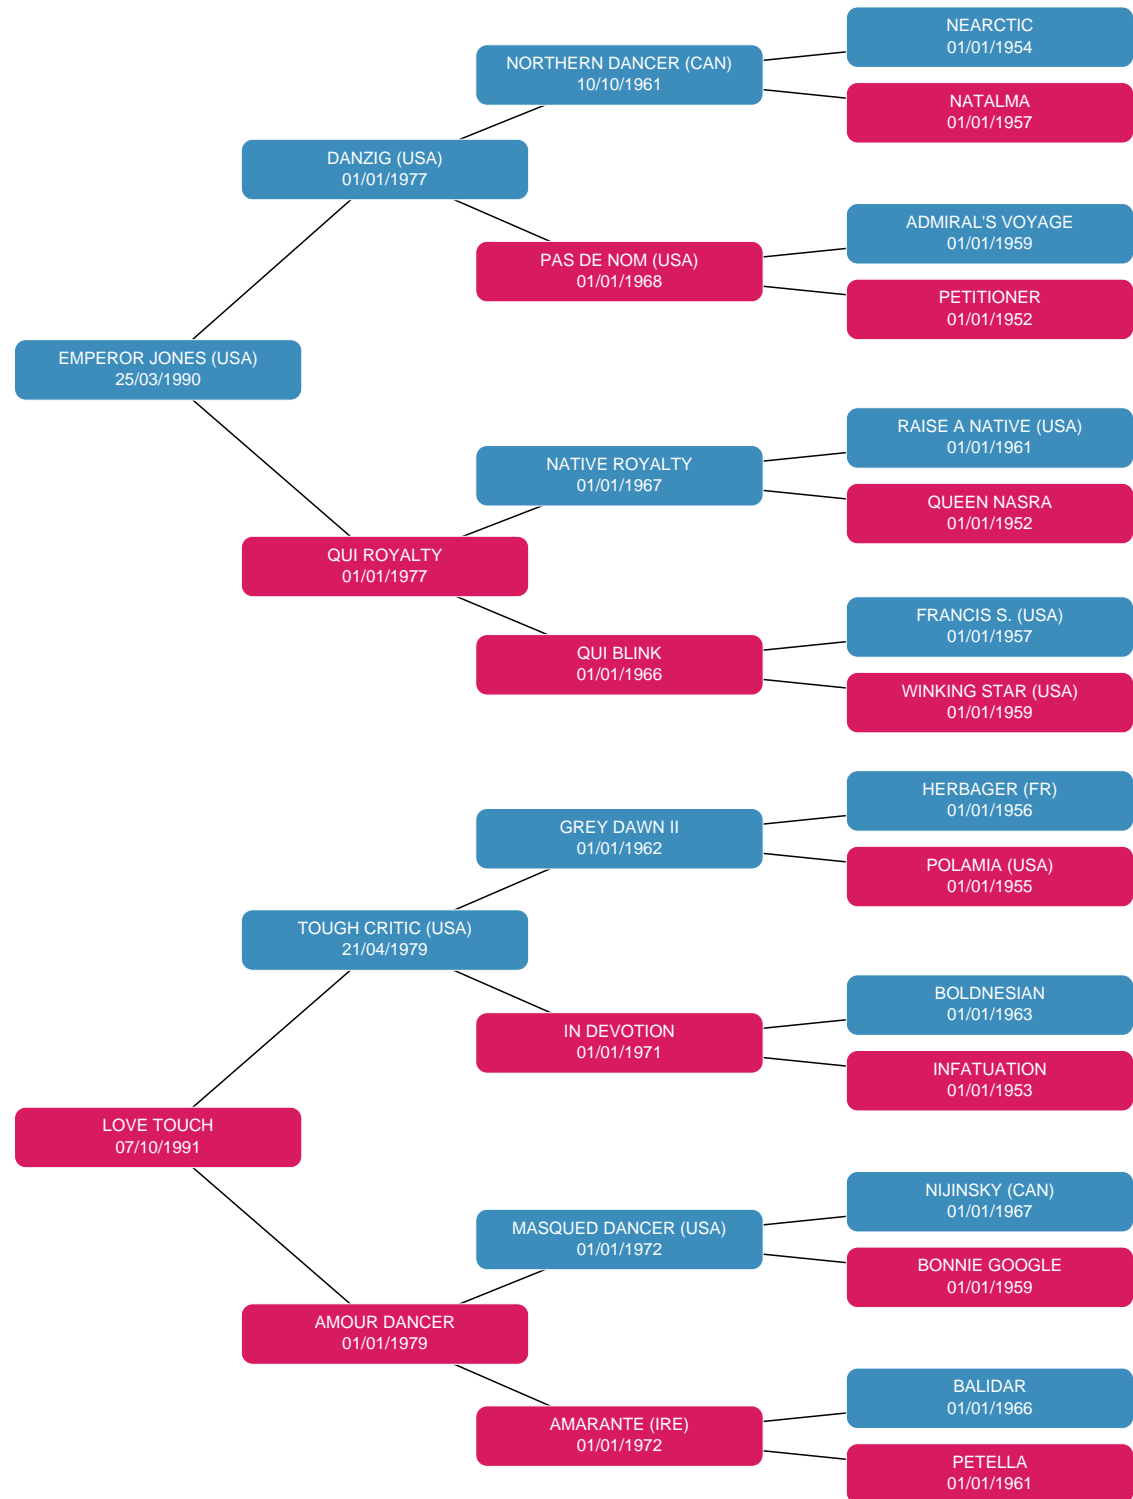 NEARCTIC
01/01/1954
NORTHERN DANCER (CAN)
10/10/1961
NATALMA
01/01/1957
DANZIG (USA)
01/01/1977
ADMIRAL'S VOYAGE
01/01/1959
PAS DE NOM (USA)
01/01/1968
PETITIONER
01/01/1952
EMPEROR JONES (USA)
25/03/1990
RAISE A NATIVE (USA)
01/01/1961
NATIVE ROYALTY
01/01/1967
QUEEN NASRA
01/01/1952
QUI ROYALTY
01/01/1977
FRANCIS S. (USA)
01/01/1957
QUI BLINK
01/01/1966
WINKING STAR (USA)
01/01/1959
HERBAGER (FR)
01/01/1956
GREY DAWN II
01/01/1962
POLAMIA (USA)
01/01/1955
TOUGH CRITIC (USA)
21/04/1979
BOLDNESIAN
01/01/1963
IN DEVOTION
01/01/1971
INFATUATION
01/01/1953
LOVE TOUCH
07/10/1991
NIJINSKY (CAN)
01/01/1967
MASQUED DANCER (USA)
01/01/1972
BONNIE GOOGLE
01/01/1959
AMOUR DANCER
01/01/1979
BALIDAR
01/01/1966
AMARANTE (IRE)
01/01/1972
PETELLA
01/01/1961